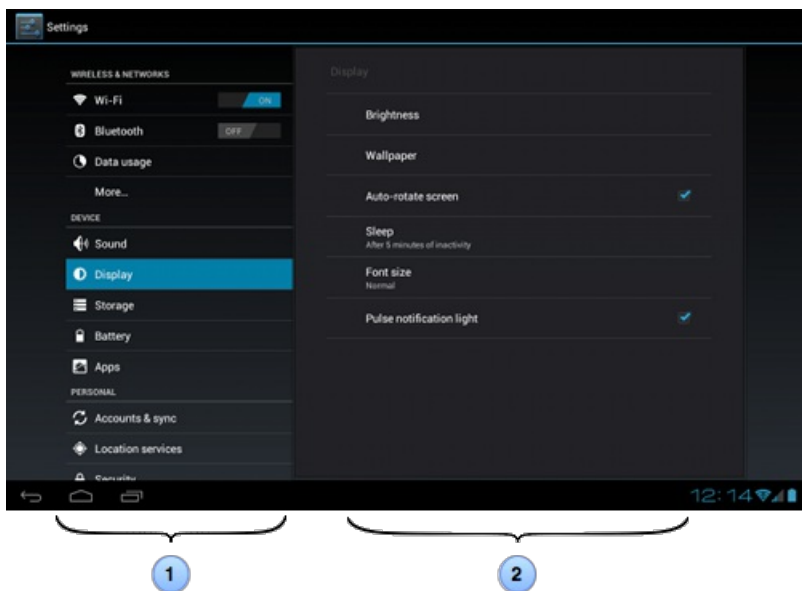 Settings
WIRELESS & NETWORKS
Wi-Fi ON
Bluetooth OFF
Data usage
More...
DEVICE
Sound
Display
Storage
Battery
Apps
PERSONAL
Accounts & sync
Location services
Security
Display
Brightness
Wallpaper
Auto-rotate screen
Sleep
After 5 minutes of inactivity
Font size
Normal
Pulse notification light
12:14
1
2